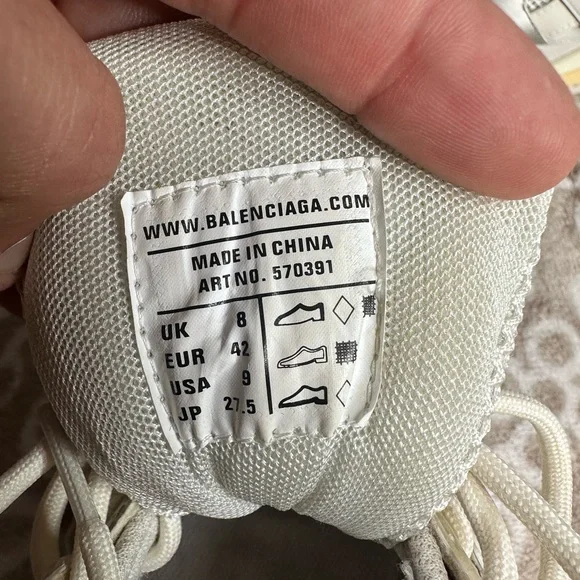 WWW.BALENCIAGA.COM
MADE IN CHINA
ART NO. 570391
UK 8
EUR 42
USA 9
JP 27.5